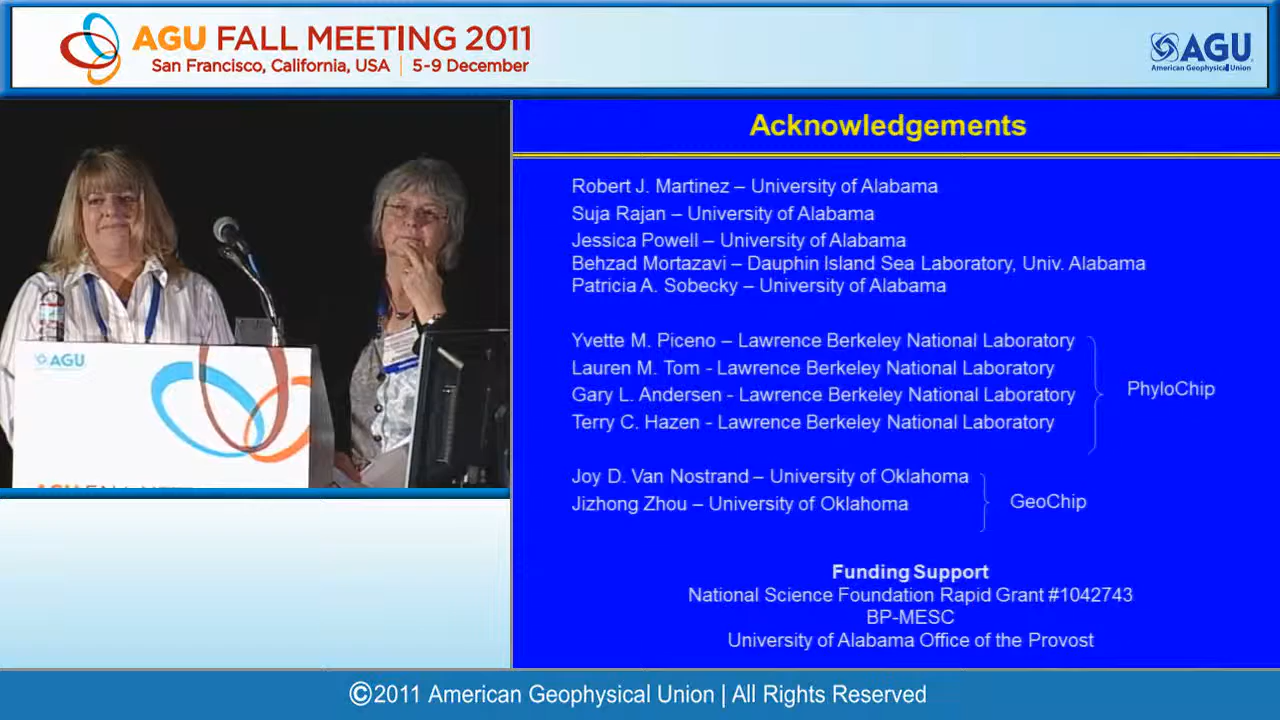 AGU FALL MEETING 2011
San Francisco, California, USA | 5-9 December
AGU
American Geophysical Union
AGU
Acknowledgements
Robert J. Martinez – University of Alabama
Suja Rajan – University of Alabama
Jessica Powell – University of Alabama
Behzad Mortazavi – Dauphin Island Sea Laboratory, Univ. Alabama
Patricia A. Sobecky – University of Alabama
Yvette M. Piceno – Lawrence Berkeley National Laboratory
Lauren M. Tom - Lawrence Berkeley National Laboratory
Gary L. Andersen - Lawrence Berkeley National Laboratory
Terry C. Hazen - Lawrence Berkeley National Laboratory
PhyloChip
Joy D. Van Nostrand – University of Oklahoma
Jizhong Zhou – University of Oklahoma
GeoChip
Funding Support
National Science Foundation Rapid Grant #1042743
BP-MESC
University of Alabama Office of the Provost
©2011 American Geophysical Union | All Rights Reserved